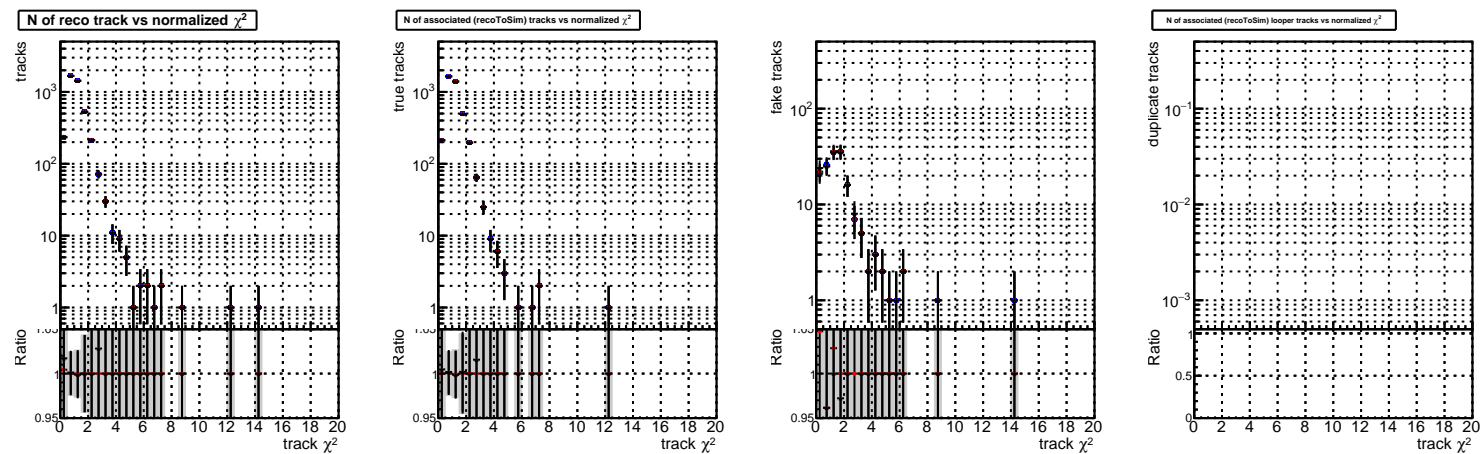 N of reco track vs normalized χ²
tracks
10³
10²
10
1
Ratio
1.05
1
0.95
0 2 4 6 8 10 12 14 16 18 20
track χ²
N of associated (recoToSim) tracks vs normalized χ²
true tracks
10³
10²
10
1
Ratio
1.05
1
0.95
0 2 4 6 8 10 12 14 16 18 20
track χ²
fake tracks
10²
10
1
Ratio
1.05
1
0.95
0 2 4 6 8 10 12 14 16 18 20
track χ²
N of associated (recoToSim) looper tracks vs normalized χ²
duplicate tracks
10⁻¹
10⁻²
10⁻³
Ratio
1
0.5
0
0 2 4 6 8 10 12 14 16 18 20
track χ²